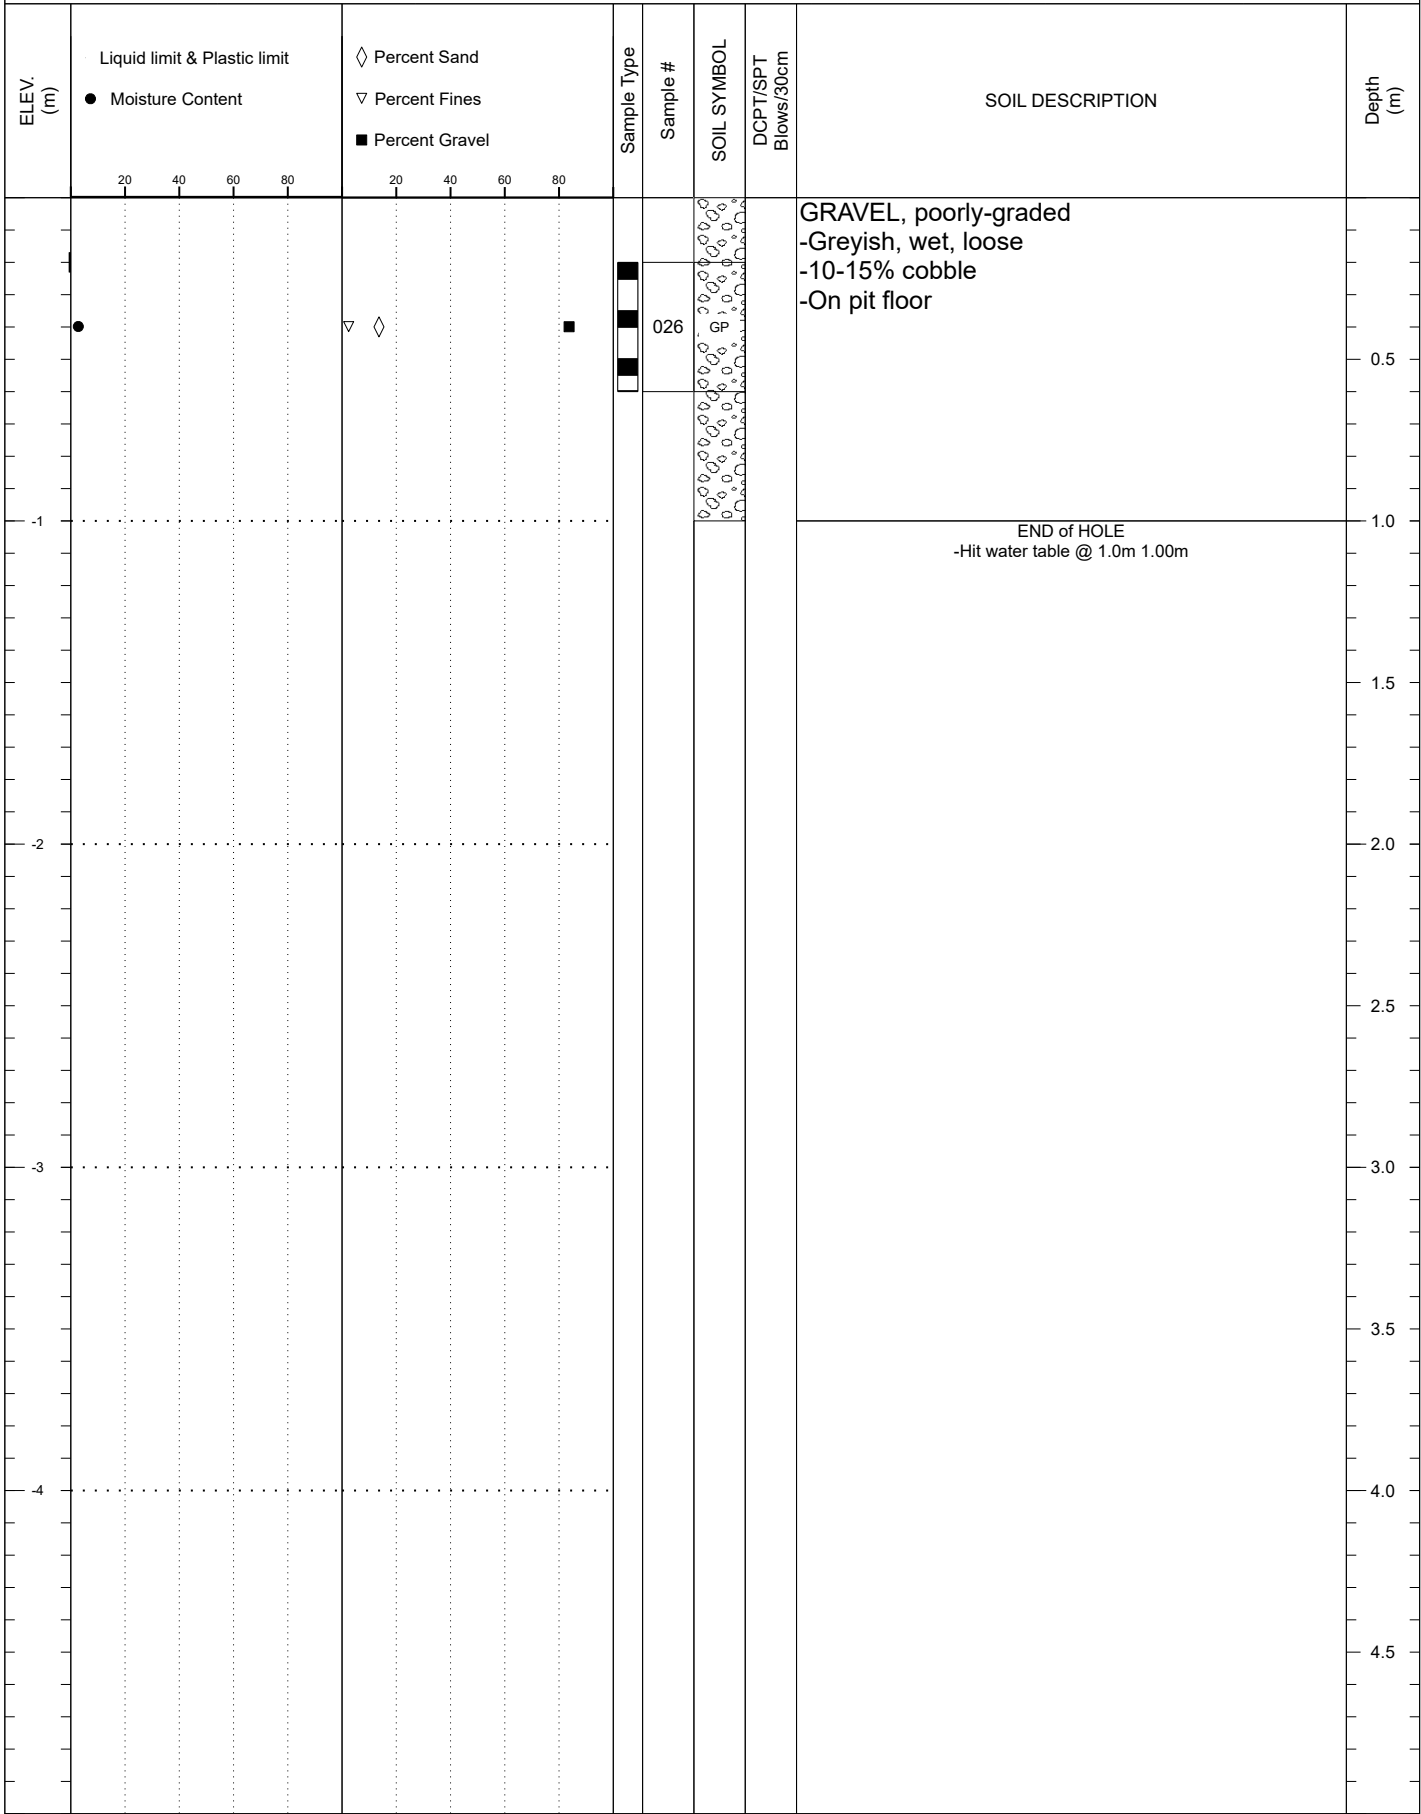 ELEV.
(m)
Liquid limit & Plastic limit
Moisture Content
Percent Sand
Percent Fines
Percent Gravel
20 40 60 80
20 40 60 80
Sample Type
Sample #
SOIL SYMBOL
DCPT/SPT
Blows/30cm
SOIL DESCRIPTION
Depth
(m)
GRAVEL, poorly-graded
-Greyish, wet, loose
-10-15% cobble
-On pit floor
026
GP
0.5
-1
1.0
END of HOLE
-Hit water table @ 1.0m 1.00m
1.5
-2
2.0
2.5
-3
3.0
3.5
-4
4.0
4.5